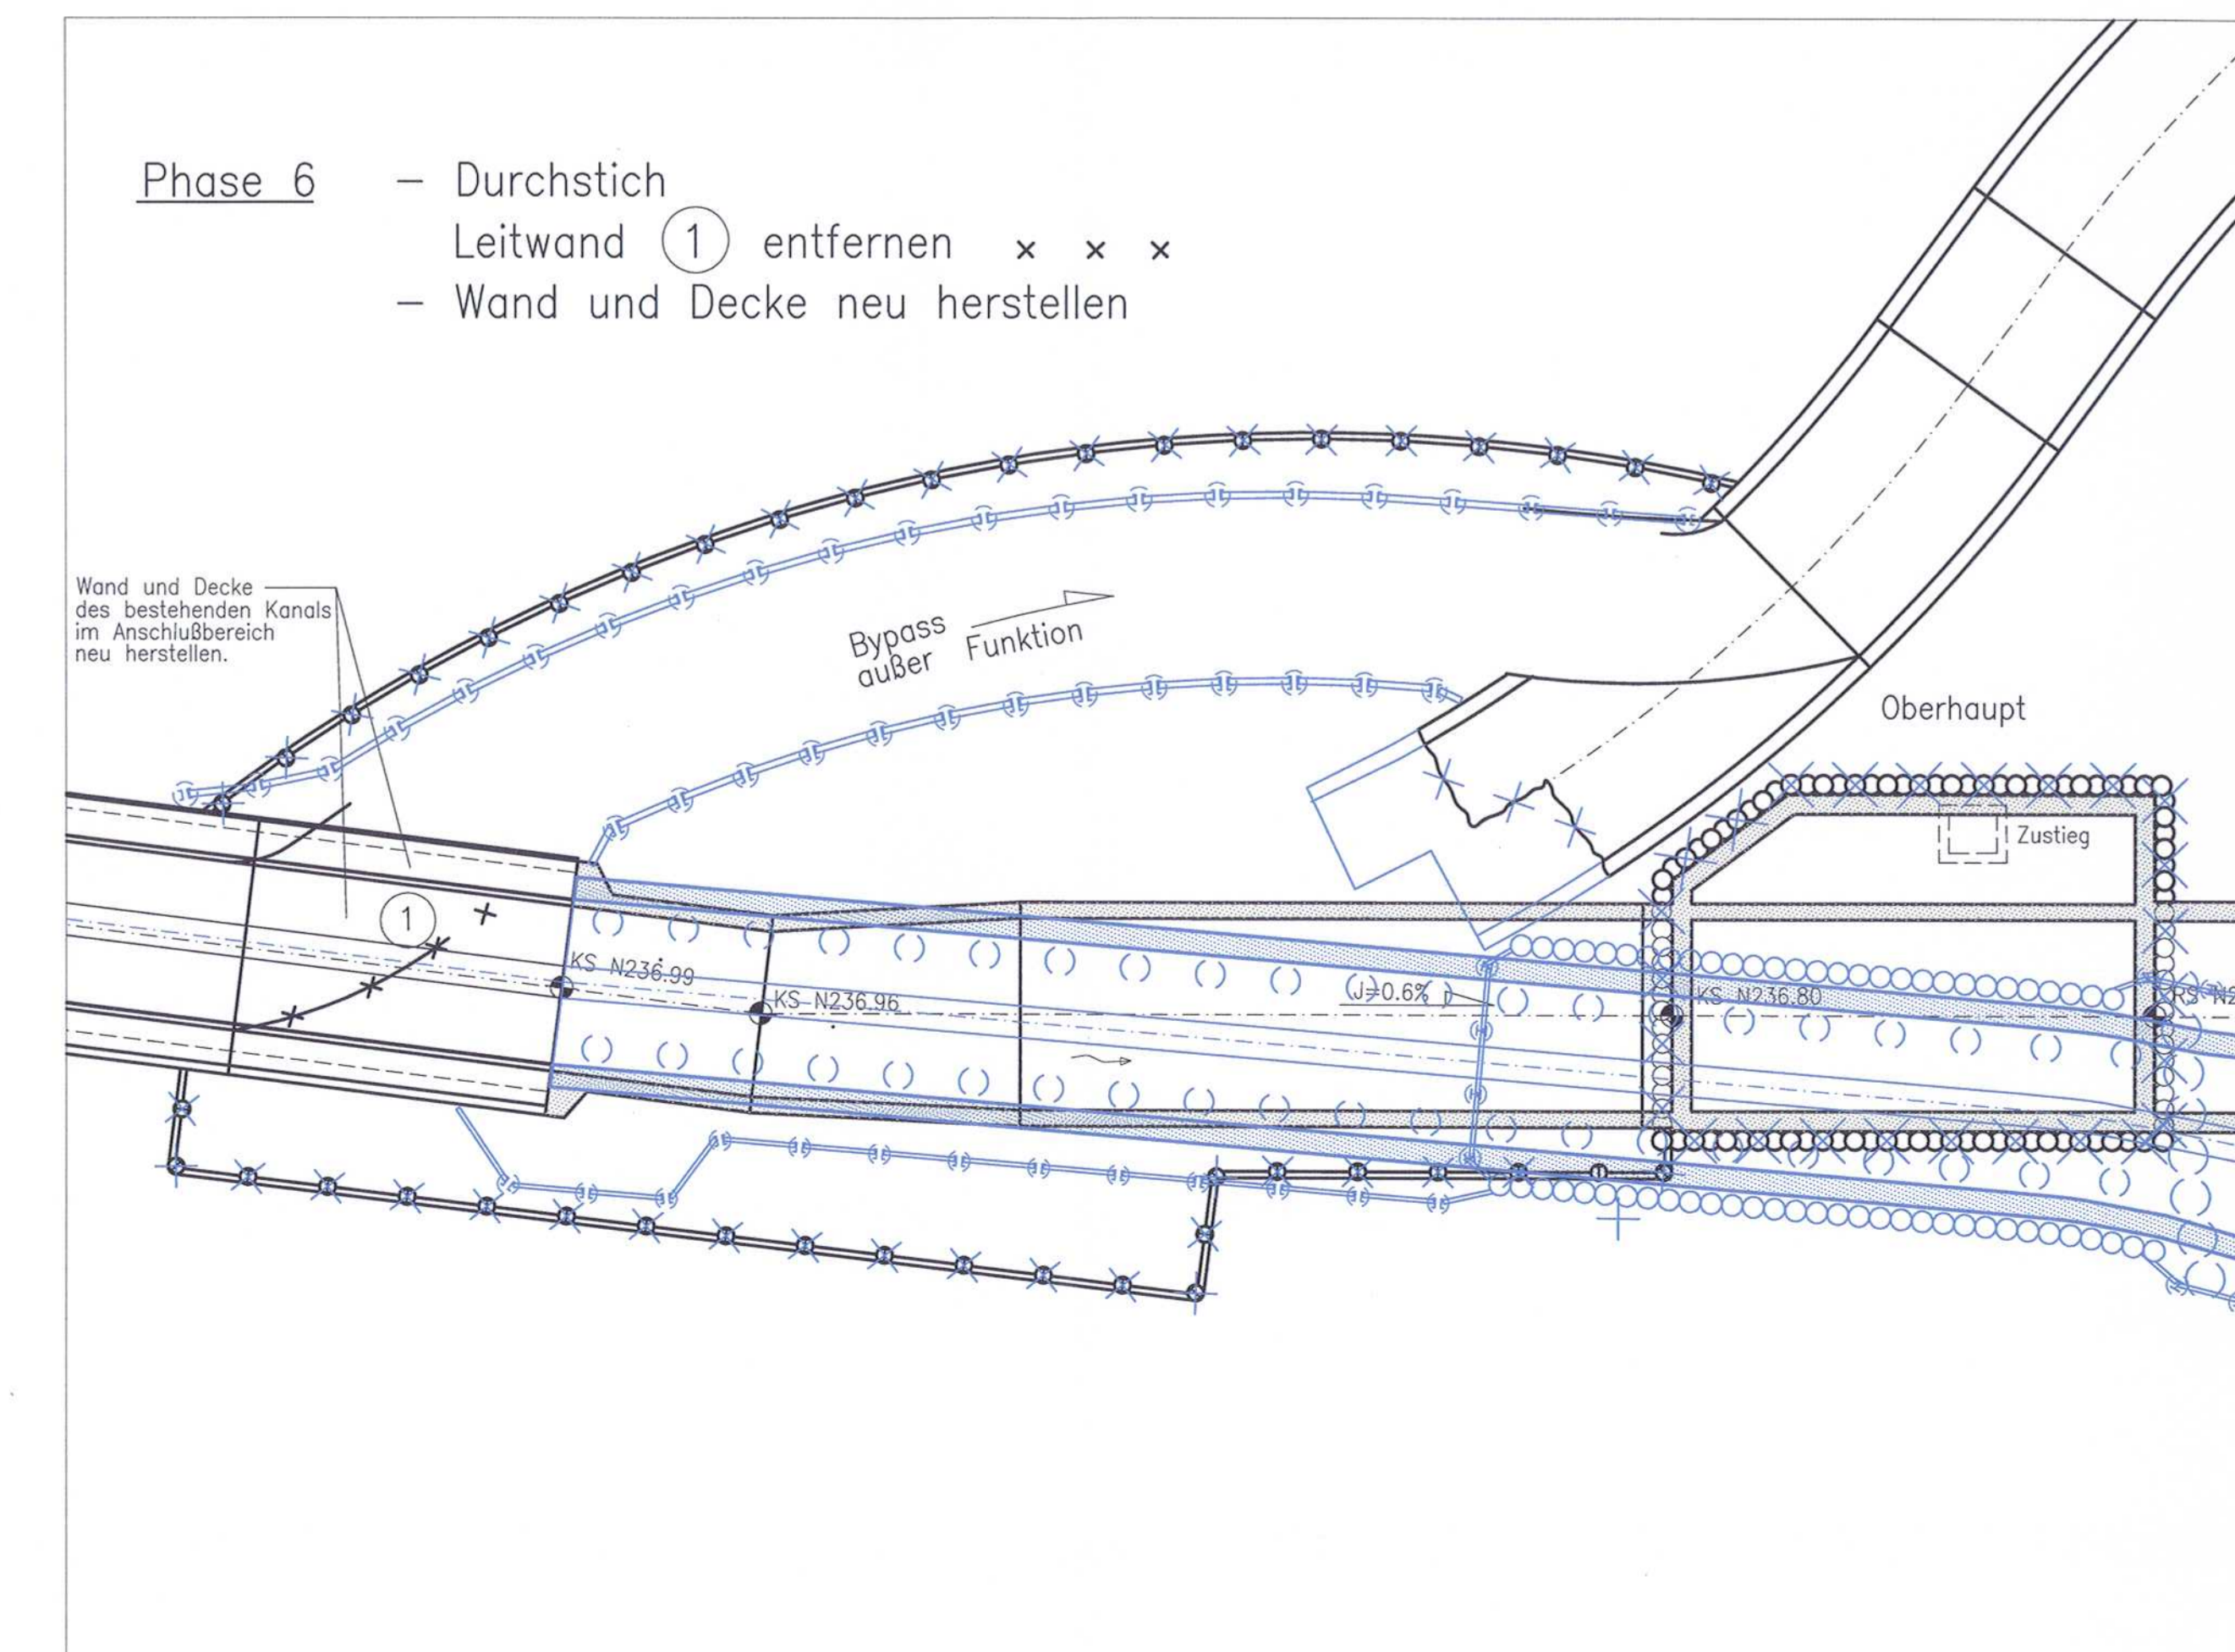 Phase 6 – Durchstich
Leitwand 1 entfernen x x x
– Wand und Decke neu herstellen
Wand und Decke
des bestehenden Kanals
im Anschlußbereich
neu herstellen.
Bypass
außer Funktion
Oberhaupt
Zustieg
1
KS N236.99
KS N236.96
J=0.6%
KS N236.80